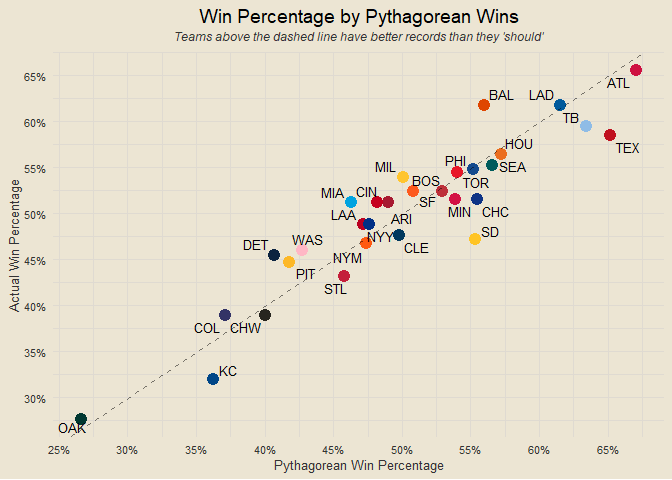 Win Percentage by Pythagorean Wins
Teams above the dashed line have better records than they 'should'
Actual Win Percentage
65%
60%
55%
50%
45%
40%
35%
30%
ATL
BAL
LAD
TB
TEX
HOU
PHI
SEA
MIL
BOS
TOR
MIA
CIN
SF
MIN
CHC
LAA
ARI
NYY
SD
DET
WAS
CLE
NYM
PIT
STL
COL
CHW
KC
OAK
25%
30%
35%
40%
45%
50%
55%
60%
65%
Pythagorean Win Percentage